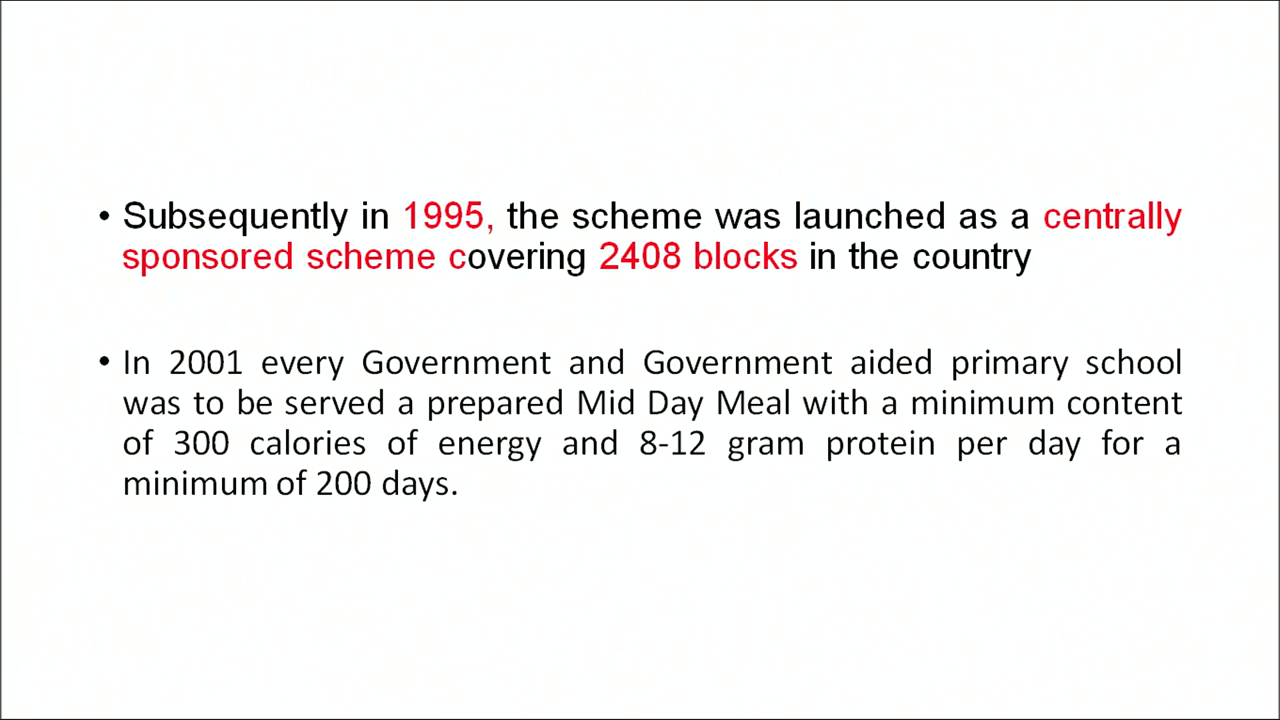 • Subsequently in 1995, the scheme was launched as a centrally
sponsored scheme covering 2408 blocks in the country
• In 2001 every Government and Government aided primary school
was to be served a prepared Mid Day Meal with a minimum content
of 300 calories of energy and 8-12 gram protein per day for a
minimum of 200 days.